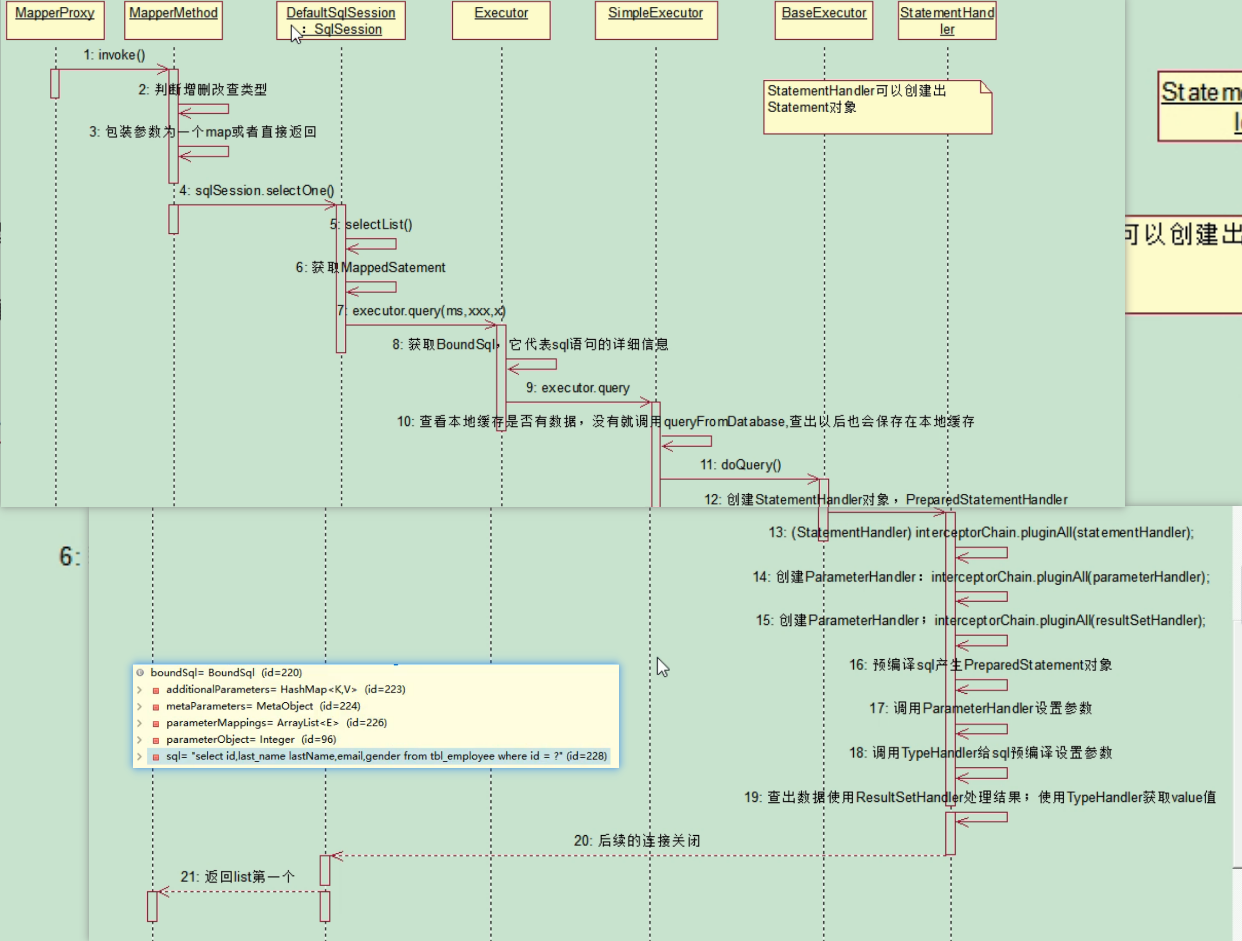 MapperProxy
MapperMethod
DefaultSqlSession
: SqlSession
Executor
SimpleExecutor
BaseExecutor
StatementHand
ler
1: invoke()
StatementHandler可以创建出
Statement对象
2: 判断增删改查类型
3: 包装参数为一个map或者直接返回
4: sqlSession.selectOne()
5: selectList()
可以创建出
6: 获取MappedSatement
7: executor.query(ms,xxx,x)
8: 获取BoundSql，它代表sql语句的详细信息
9: executor.query
10: 查看本地缓存是否有数据，没有就调用queryFromDatabase,查出以后也会保存在本地缓存
11: doQuery()
12: 创建StatementHandler对象，PreparedStatementHandler
13: (StatementHandler) interceptorChain.pluginAll(statementHandler);
6:
14: 创建ParameterHandler：interceptorChain.pluginAll(parameterHandler);
15: 创建ParameterHandler；interceptorChain.pluginAll(resultSetHandler);
16: 预编译sql产生PreparedStatement对象
boundSql= BoundSql (id=220)
additionalParameters= HashMap<K,V> (id=223)
metaParameters= MetaObject (id=224)
parameterMappings= ArrayList<E> (id=226)
parameterObject= Integer (id=96)
sql= "select id,last_name lastName,email,gender from tbl_employee where id = ?" (id=228)
17: 调用ParameterHandler设置参数
18: 调用TypeHandler给sql预编译设置参数
19: 查出数据使用ResultSetHandler处理结果；使用TypeHandler获取value值
20: 后续的连接关闭
21: 返回list第一个